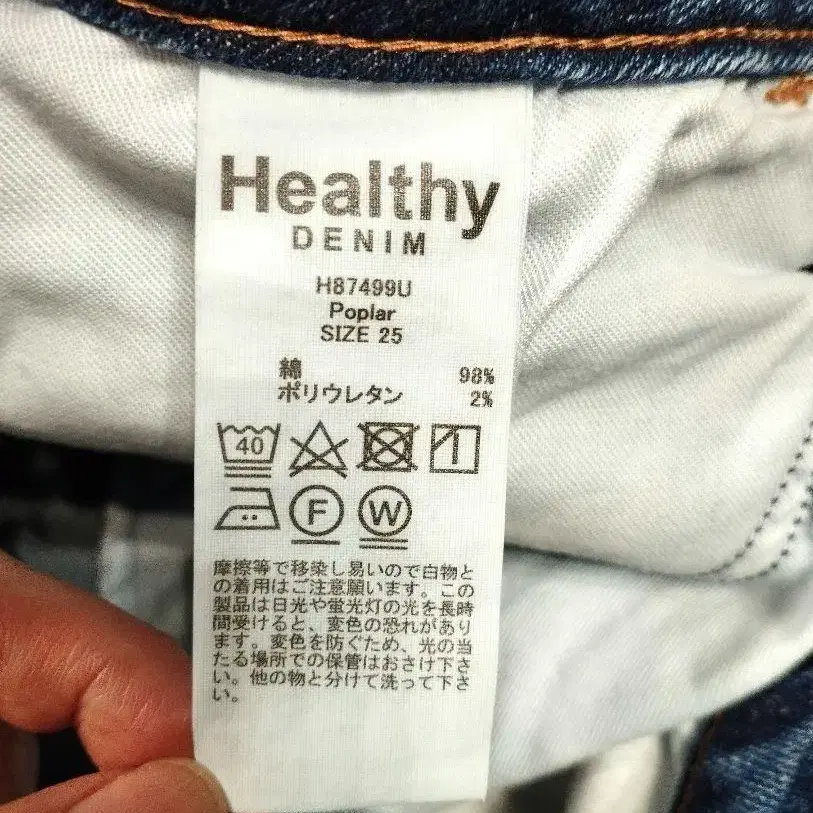 Healthy
DENIM
H87499U
Poplar
SIZE 25
綿 98%
ポリウレタン 2%
40
F W
摩擦等で移染し易いので白物と
の着用はご注意願います。この
製品は日光や蛍光灯の光を長時
間受けると、変色の恐れがあり
ます。変色を防ぐため、光の当
たる場所での保管はおさけ下さ
い。他の物と分けて洗って下さ
い。